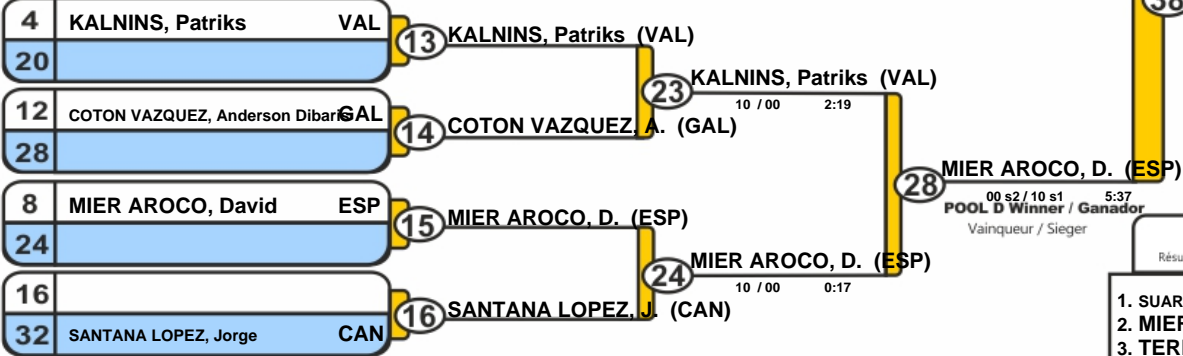 4 KALNINS, Patriks VAL
20
13 KALNINS, Patriks (VAL)
12 COTON VAZQUEZ, Anderson Dibaris GAL
28
14 COTON VAZQUEZ, A. (GAL)
23 KALNINS, Patriks (VAL)
10 / 00 2:19
8 MIER AROCO, David ESP
24
15 MIER AROCO, D. (ESP)
16
32 SANTANA LOPEZ, Jorge CAN
16 SANTANA LOPEZ, J. (CAN)
24 MIER AROCO, D. (ESP)
10 / 00 0:17
28 MIER AROCO, D. (ESP)
00 s2 / 10 s1 5:37
POOL D Winner / Ganador
Vainqueur / Sieger
38
1. SUAR
2. MIER
3. TER